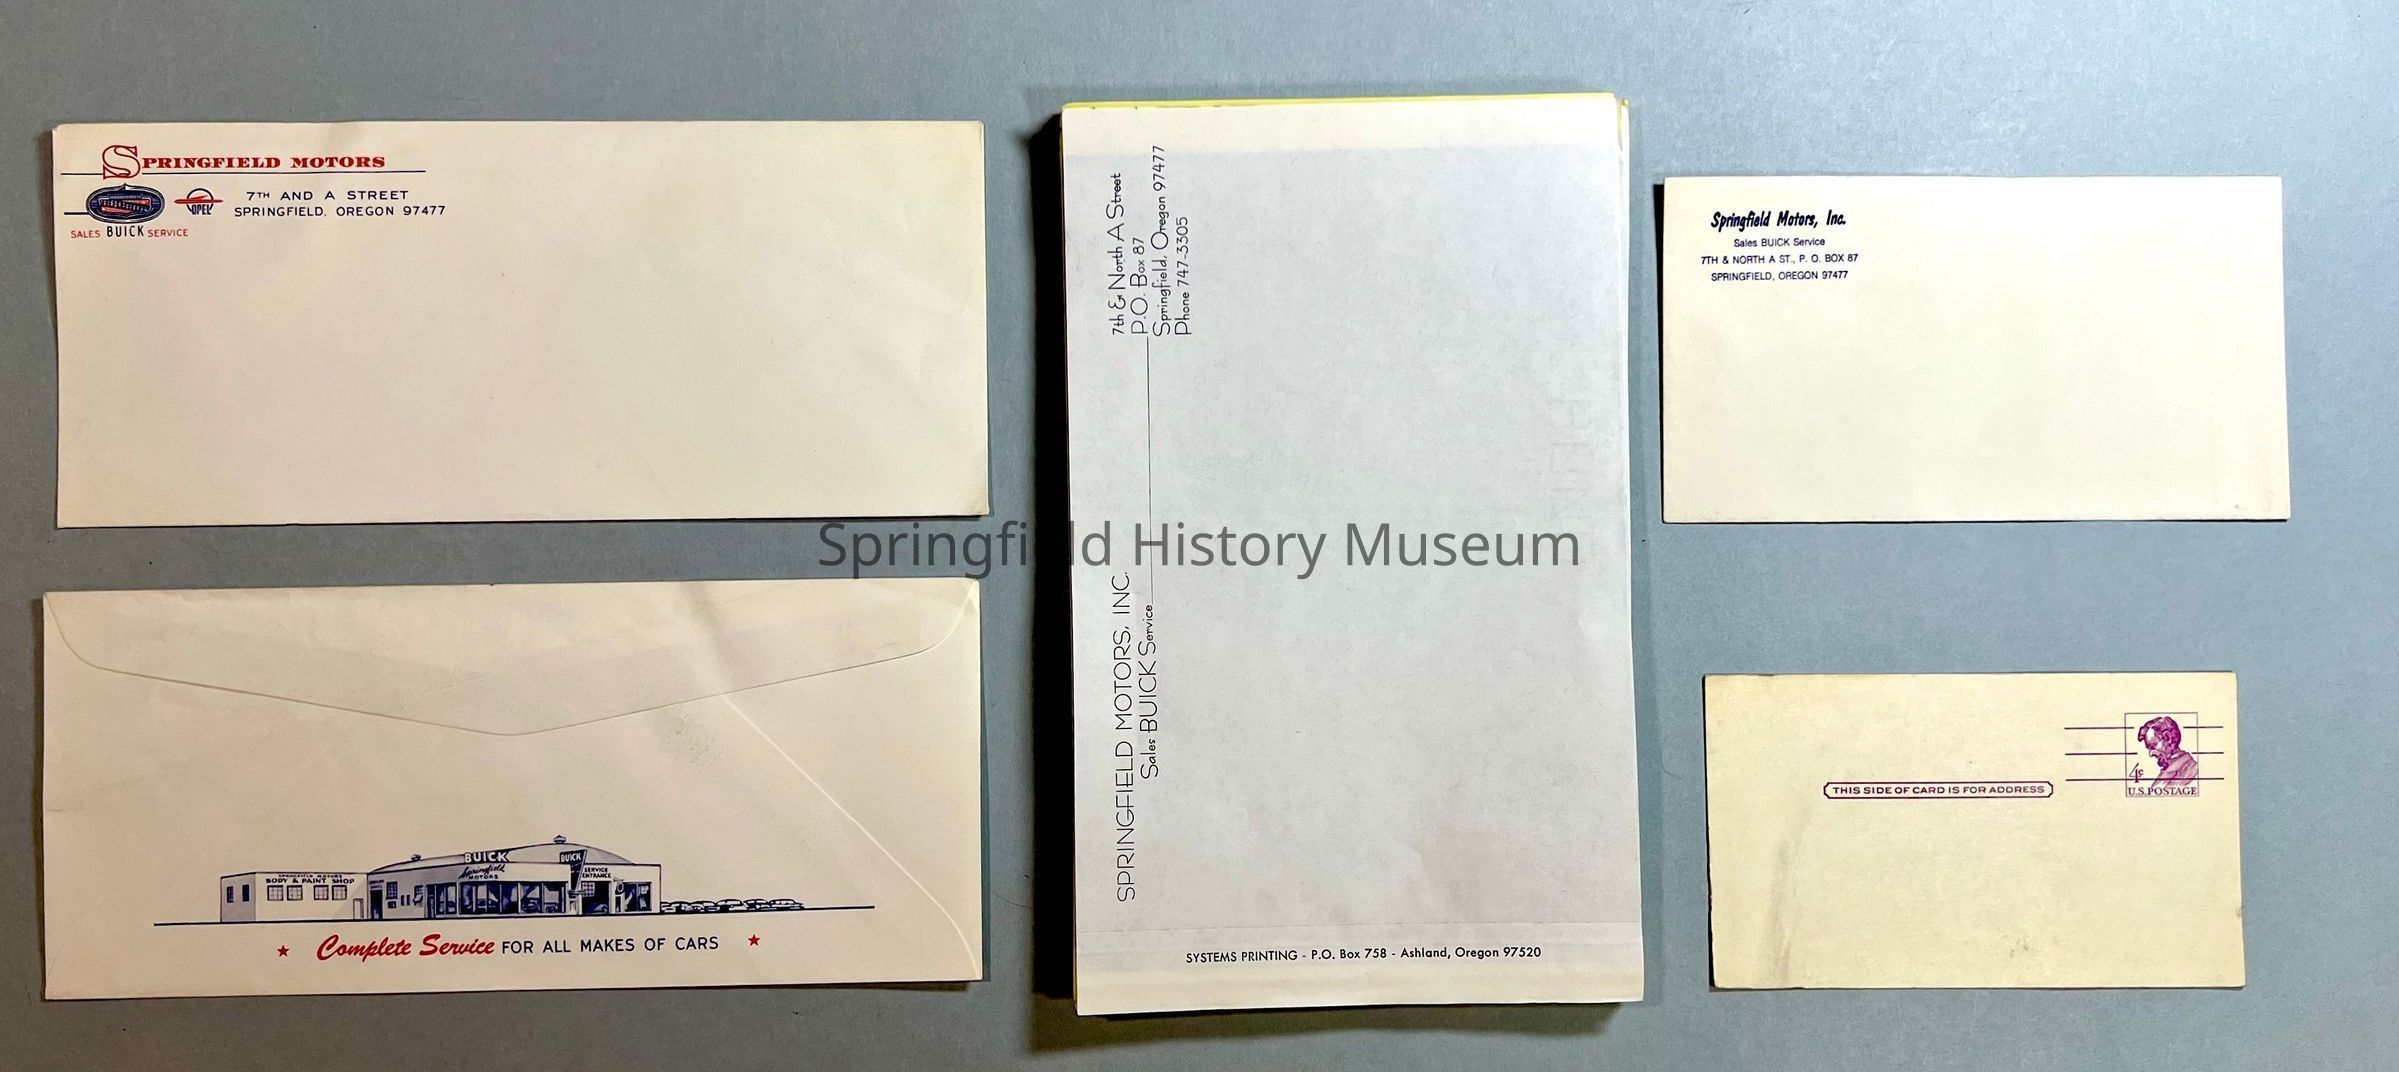 SPRINGFIELD MOTORS
OPEL
SALES BUICK SERVICE
7TH AND A STREET
SPRINGFIELD, OREGON 97477
SPRINGFIELD MOTORS
BODY & PAINT SHOP
BUICK
Springfield
MOTORS
BUICK
SERVICE
ENTRANCE
Complete Service FOR ALL MAKES OF CARS
SPRINGFIELD MOTORS, INC.
Sales BUICK Service
7th & North A Street
P.O. Box 87
Springfield, Oregon 97477
Phone 747-3305
SYSTEMS PRINTING - P.O. Box 758 - Ashland, Oregon 97520
Springfield History Museum
Springfield Motors, Inc.
Sales BUICK Service
7TH & NORTH A ST., P. O. BOX 87
SPRINGFIELD, OREGON 97477
THIS SIDE OF CARD IS FOR ADDRESS
4c
U.S. POSTAGE